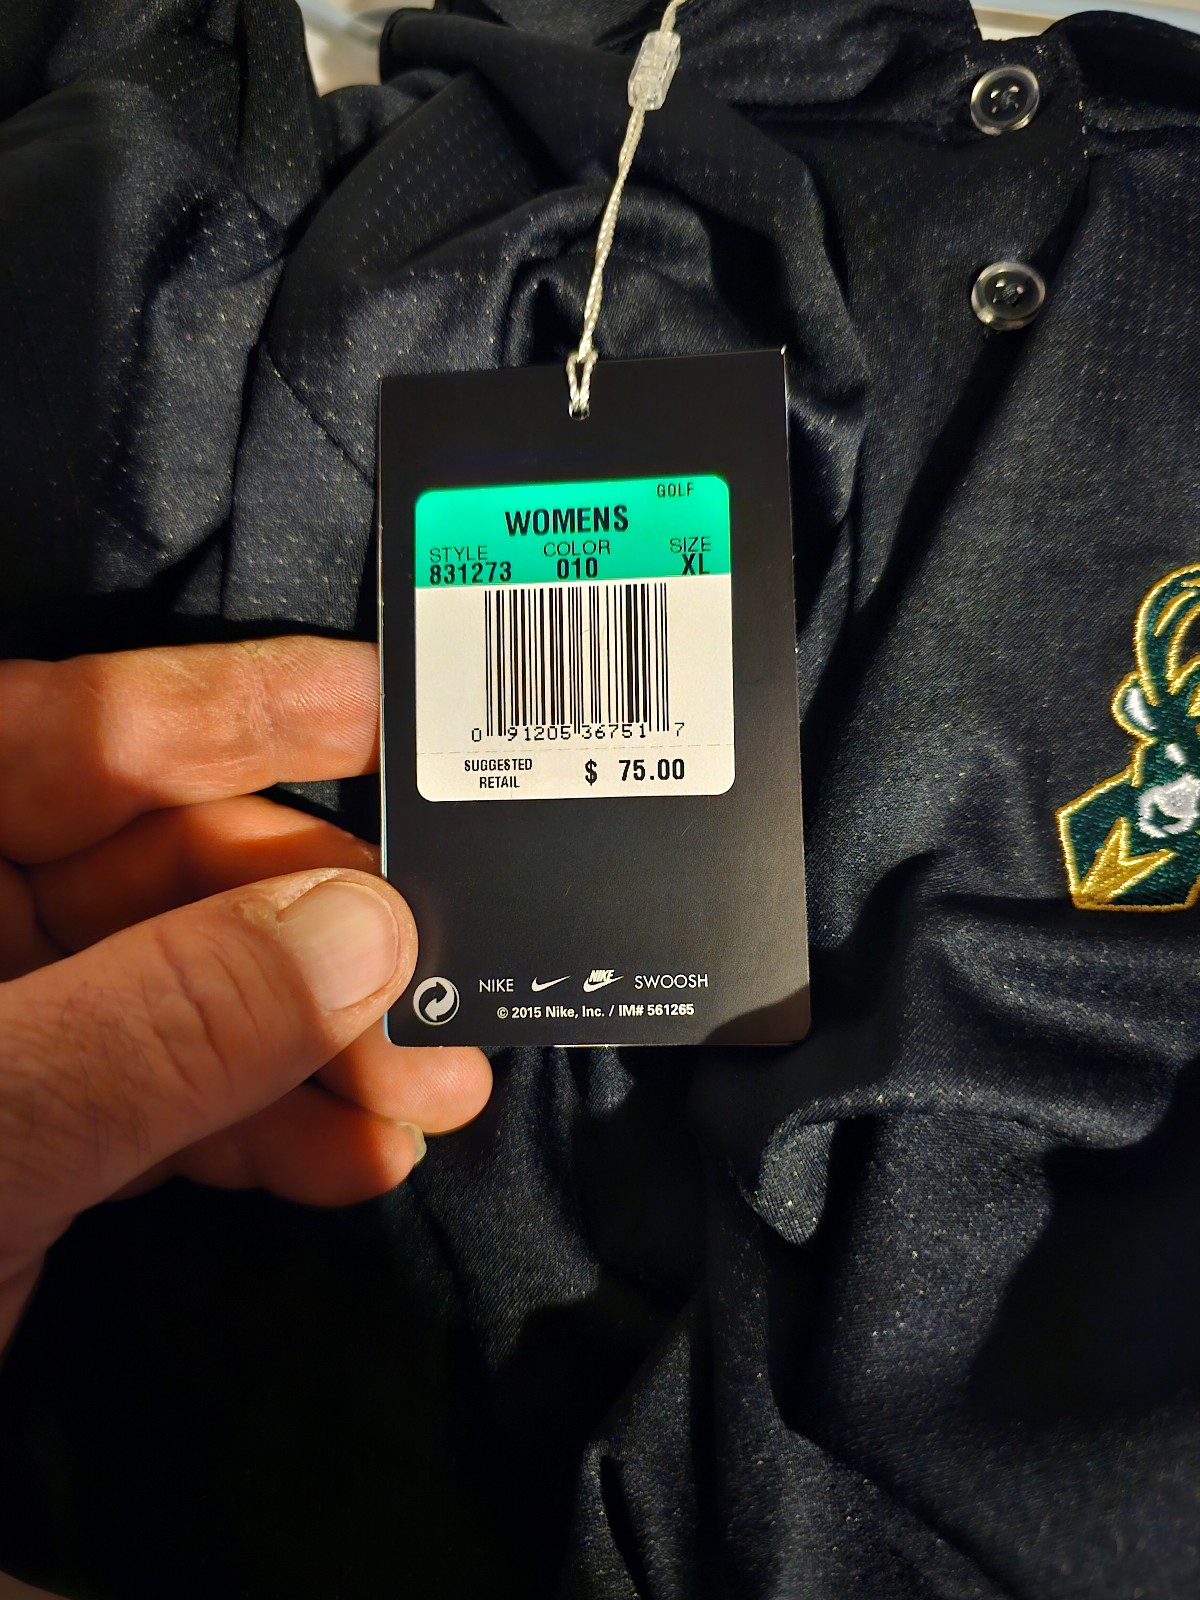 GOLF
WOMENS
STYLE COLOR SIZE
831273 010 XL
0 91205 36751 7
SUGGESTED
RETAIL $ 75.00
NIKE NIKE SWOOSH
© 2015 Nike, Inc. / IM# 561265